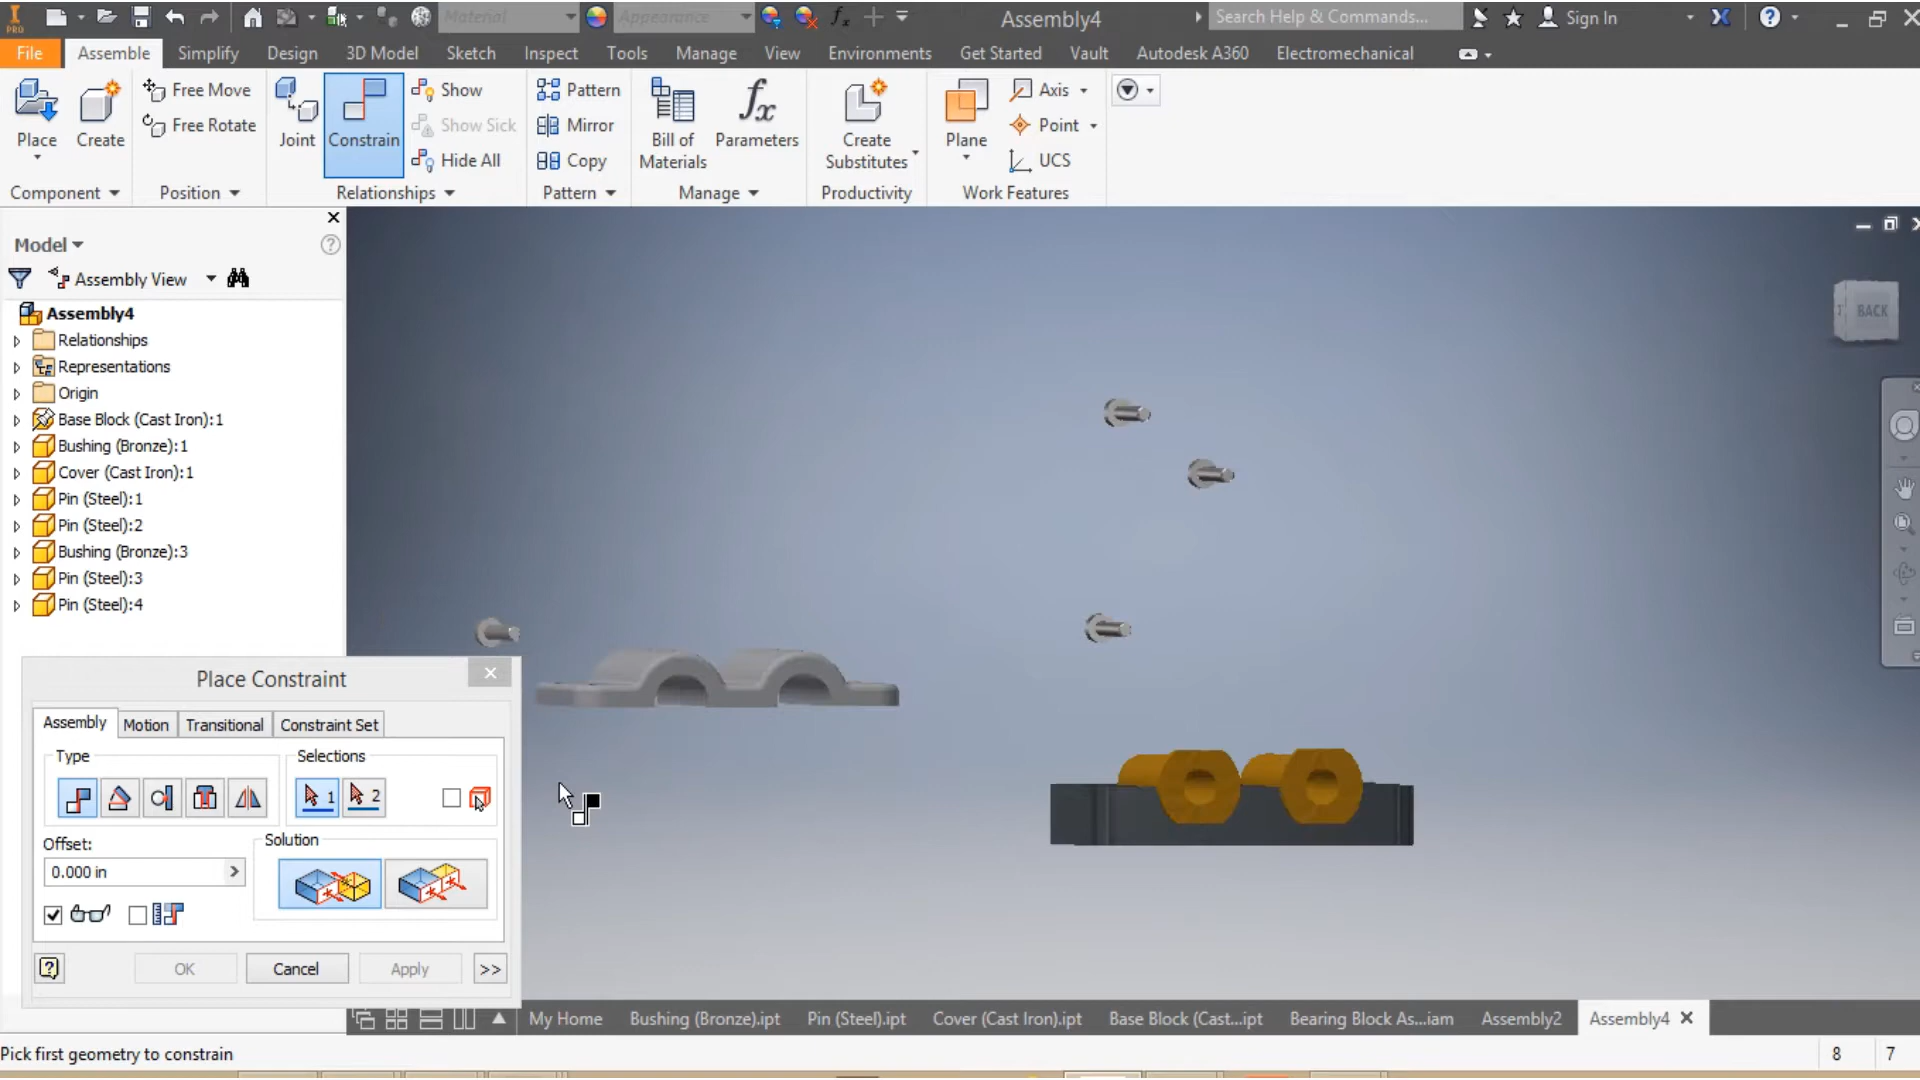 PRO
Material
Appearance
fx
Assembly4
Search Help & Commands...
Sign In
File
Assemble
Simplify
Design
3D Model
Sketch
Inspect
Tools
Manage
View
Environments
Get Started
Vault
Autodesk A360
Electromechanical
Place
Create
Free Move
Free Rotate
Joint
Constrain
Show
Show Sick
Hide All
Pattern
Mirror
Copy
Bill of
Materials
fx
Parameters
Create
Substitutes
Plane
Axis
Point
UCS
Component
Position
Relationships
Pattern
Manage
Productivity
Work Features
Model
Assembly View
Assembly4
Relationships
Representations
Origin
Base Block (Cast Iron):1
Bushing (Bronze):1
Cover (Cast Iron):1
Pin (Steel):1
Pin (Steel):2
Bushing (Bronze):3
Pin (Steel):3
Pin (Steel):4
BACK
Place Constraint
Assembly
Motion
Transitional
Constraint Set
Type
Selections
1
2
Offset:
Solution
0.000 in
OK
Cancel
Apply
>>
My Home
Bushing (Bronze).ipt
Pin (Steel).ipt
Cover (Cast Iron).ipt
Base Block (Cast...ipt
Bearing Block As...iam
Assembly2
Assembly4
Pick first geometry to constrain
8
7